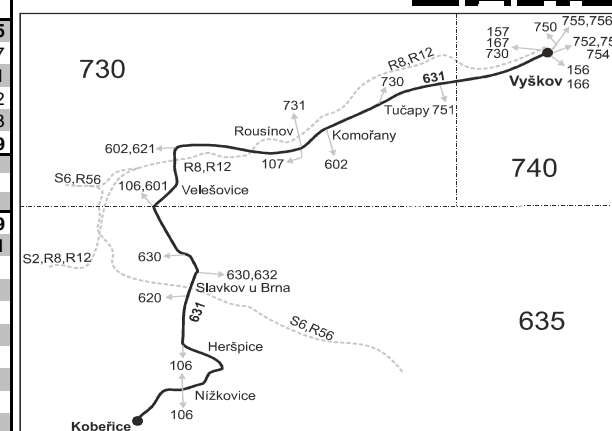 755,756
157
750
167
752,75
730
754
730
R8,R12
156
Vyškov
166
730
631
731
Tučapy 751
Rousínov
Komořany
602,621
R8,R12
107
602
740
S6,R56
106,601
Velešovice
S2,R8,R12
630
630,632
Slavkov u Brna
620
631
S6,R56
635
Heršpice
106
Nížkovice
106
Kobeřice